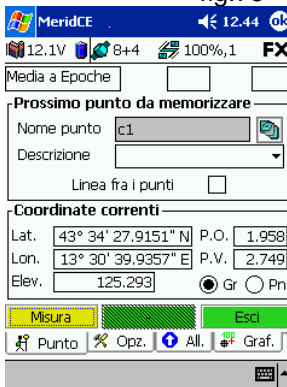 MeridCE 12.44 ok
12.1V 8+4 100%,1 FX
Media a Epoche
Prossimo punto da memorizzare
Nome punto c1
Descrizione
Linea fra i punti
Coordinate correnti
Lat. 43° 34' 27.9151" N P.O. 1.958
Lon. 13° 30' 39.9357" E P.V. 2.749
Elev. 125.293 Gr Pn
Misura - Esci
Punto Opz. All. Graf.